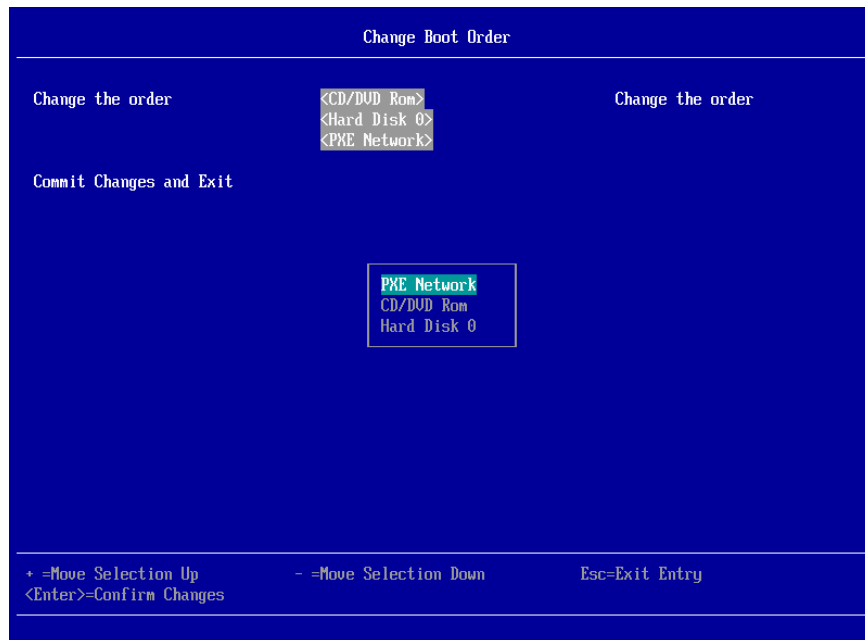 Change Boot Order
Change the order <CD/DVD Rom> Change the order
<Hard Disk 0>
<PXE Network>
Commit Changes and Exit
PXE Network
CD/DVD Rom
Hard Disk 0
+ =Move Selection Up - =Move Selection Down Esc=Exit Entry
<Enter>=Confirm Changes